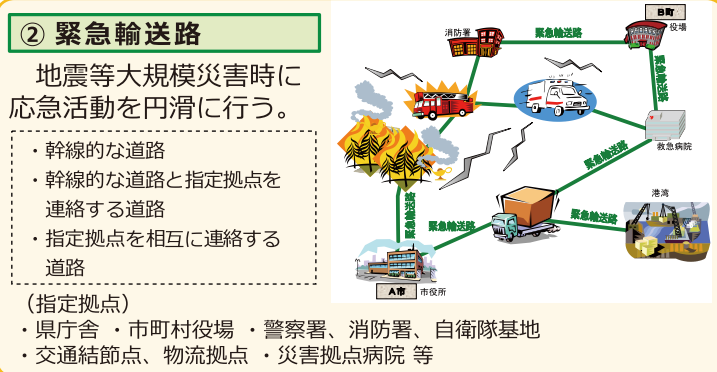 ② 緊急輸送路
地震等大規模災害時に
応急活動を円滑に行う。
・幹線的な道路
・幹線的な道路と指定拠点を
連絡する道路
・指定拠点を相互に連絡する
道路
（指定拠点）
・県庁舎 ・市町村役場 ・警察署、消防署、自衛隊基地
・交通結節点、物流拠点 ・災害拠点病院 等
B町
役場
消防署
緊急輸送路
緊急輸送路
救急病院
緊急輸送路
港湾
緊急輸送路
緊急輸送路
緊急輸送路
A市
市役所